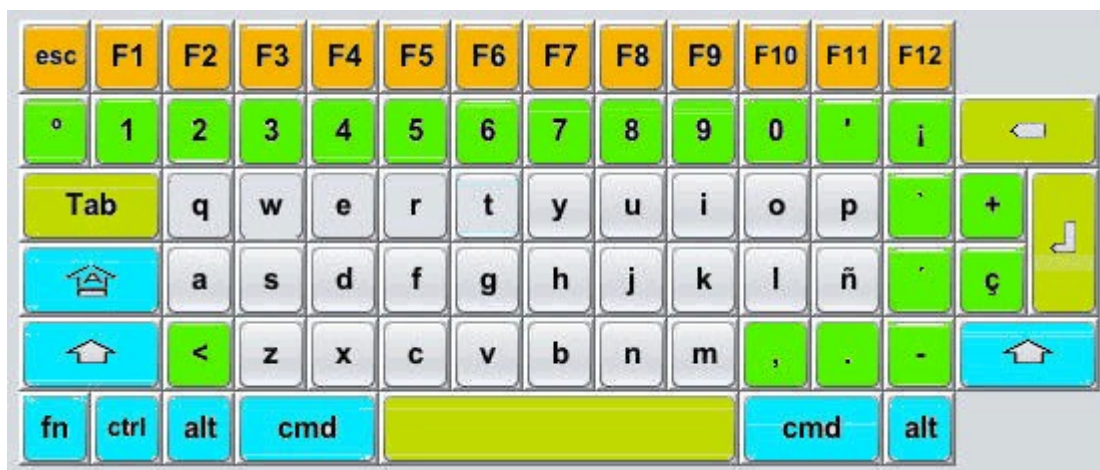 esc F1 F2 F3 F4 F5 F6 F7 F8 F9 F10 F11 F12
º 1 2 3 4 5 6 7 8 9 0 ' ¡
Tab q w e r t y u i o p ` +
A a s d f g h j k l ñ ´ ç
< z x c v b n m , . -
fn ctrl alt cmd cmd alt